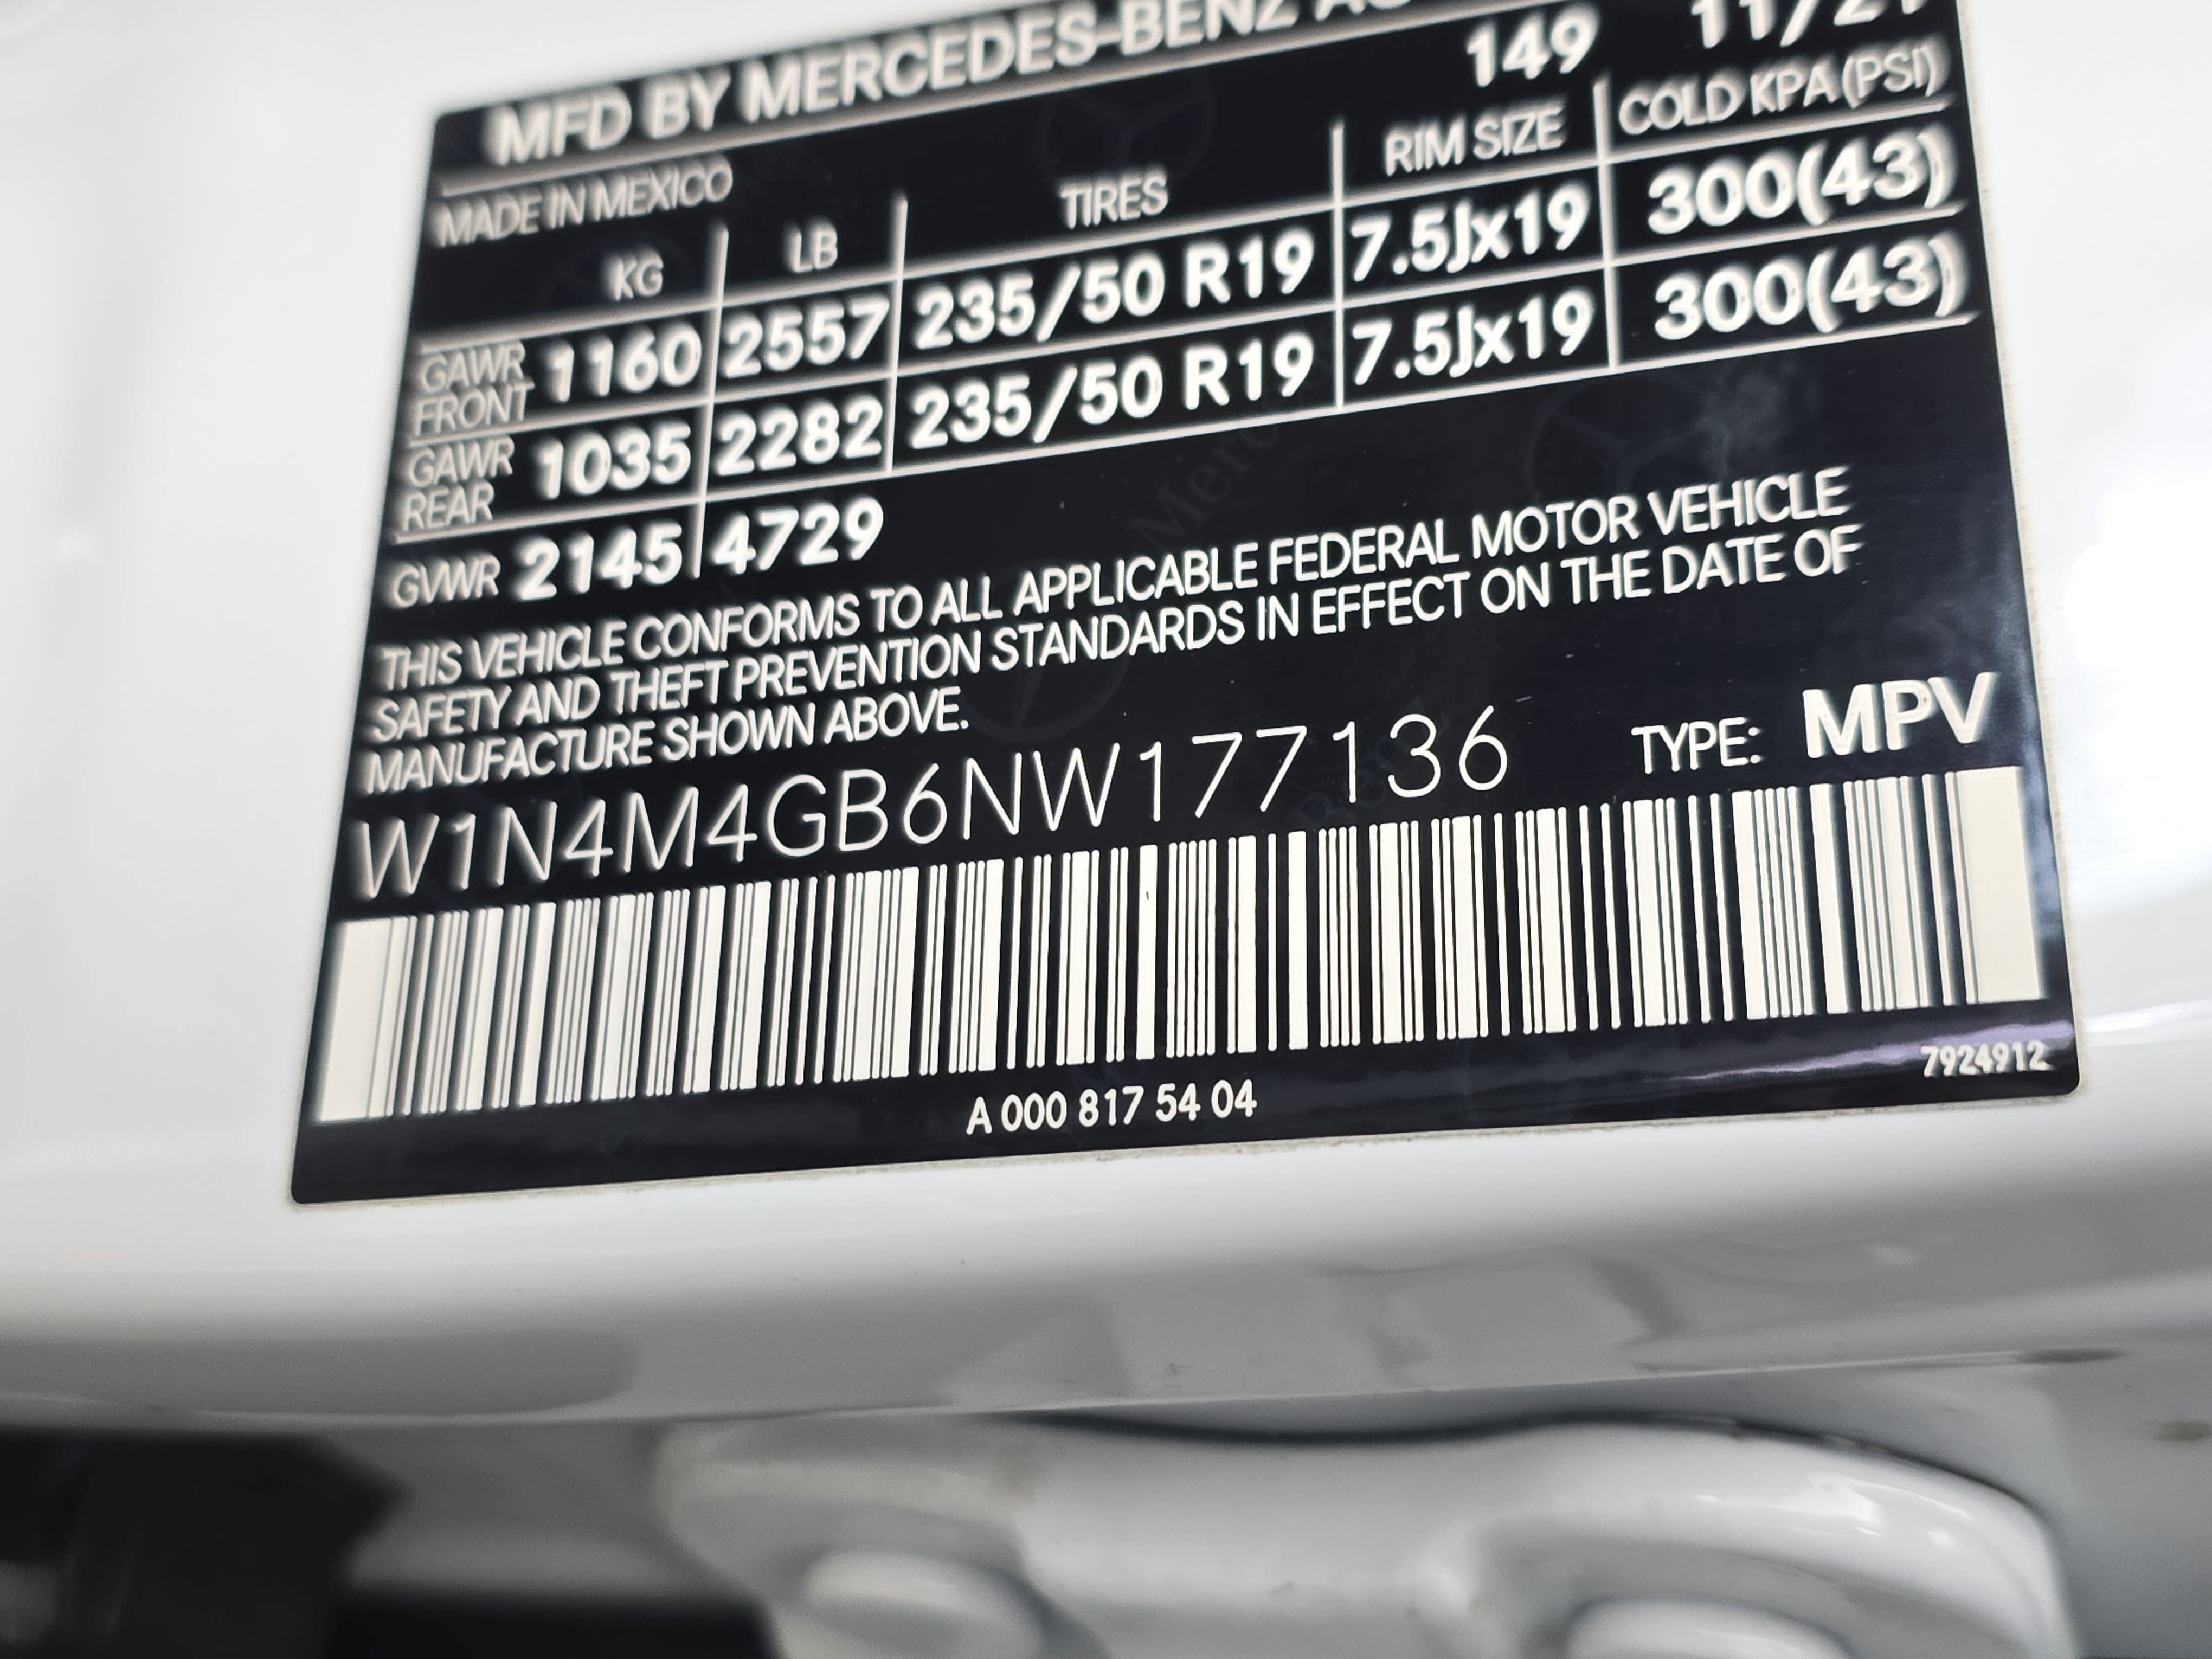 MFD BY MERCEDES-BENZ AG
149 11/21
MADE IN MEXICO
KG LB TIRES RIM SIZE COLD KPA (PSI)
GAWR FRONT 1160 2557 235/50 R19 7.5Jx19 300(43)
GAWR REAR 1035 2282 235/50 R19 7.5Jx19 300(43)
GVWR 2145 4729
THIS VEHICLE CONFORMS TO ALL APPLICABLE FEDERAL MOTOR VEHICLE
SAFETY AND THEFT PREVENTION STANDARDS IN EFFECT ON THE DATE OF
MANUFACTURE SHOWN ABOVE.
W1N4M4GB6NW177136 TYPE: MPV
A 000 817 54 04
7924912